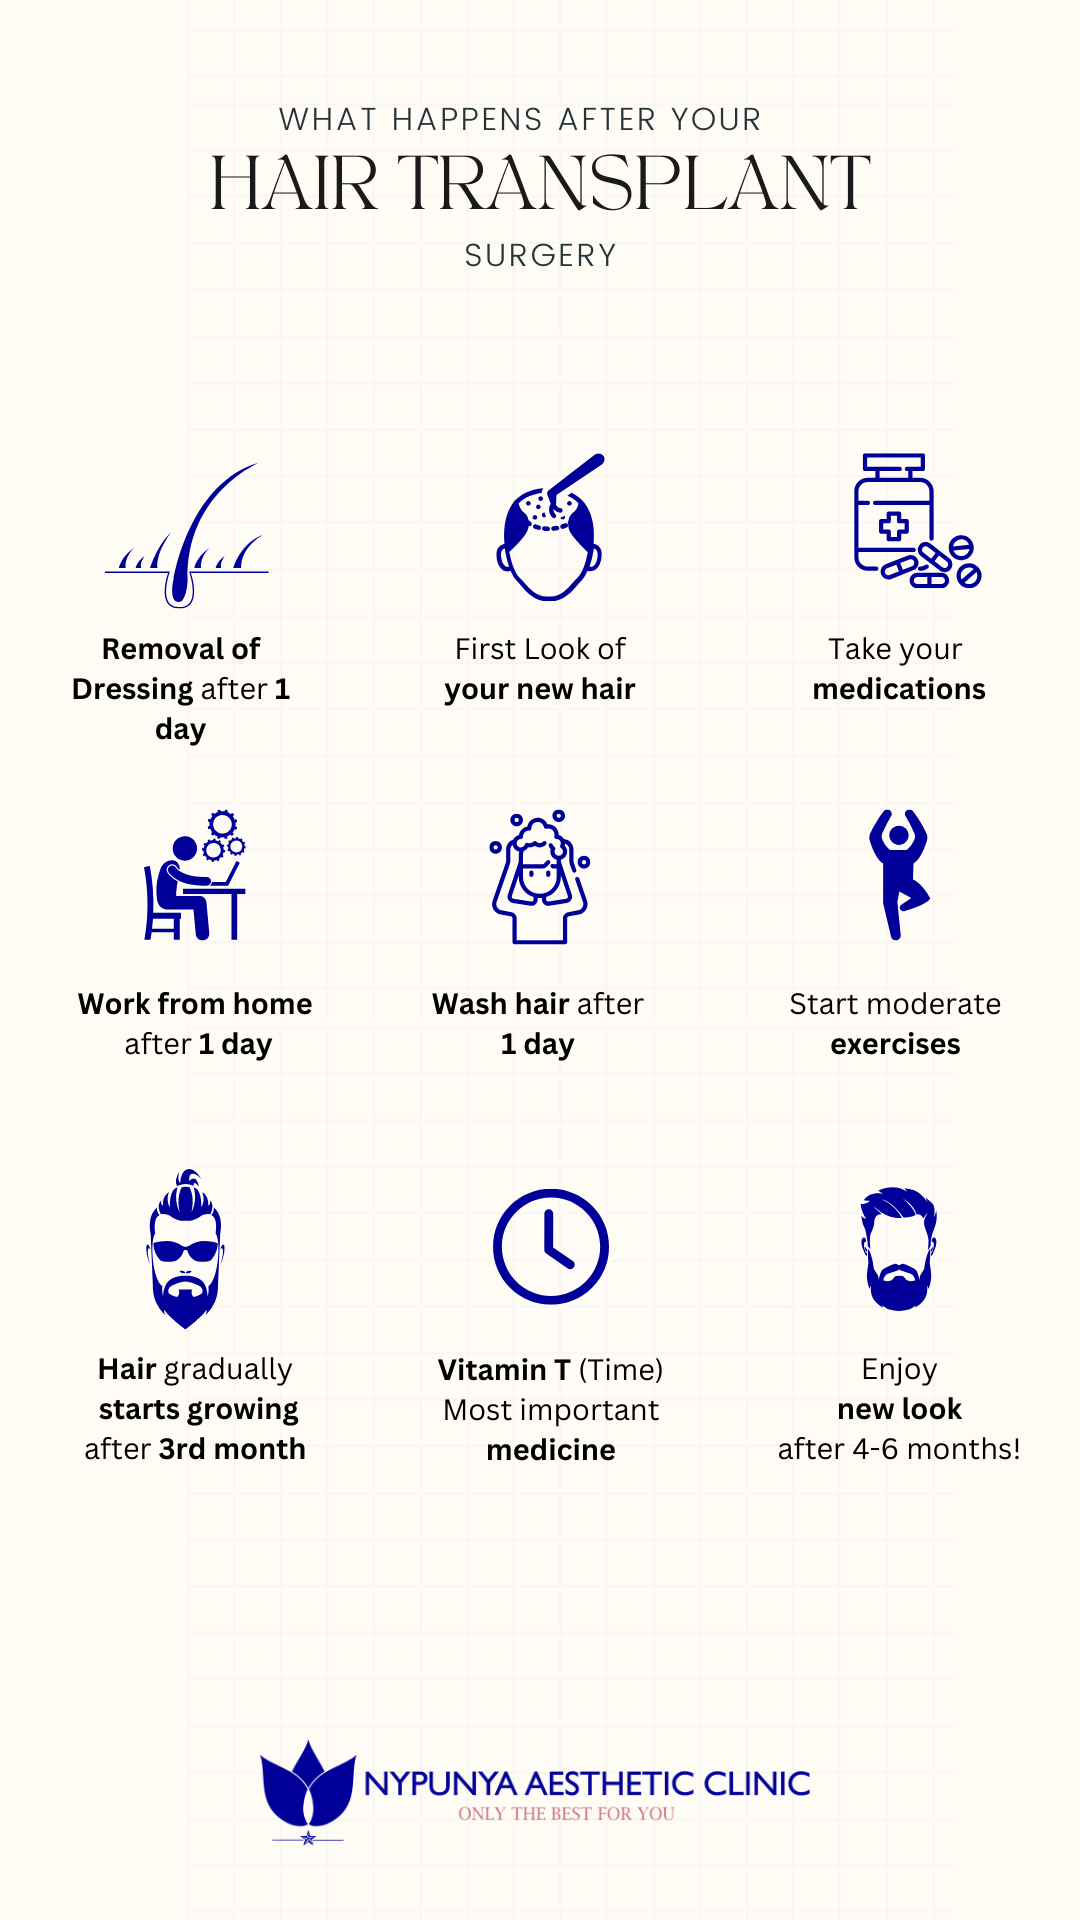 WHAT HAPPENS AFTER YOUR
HAIR TRANSPLANT
SURGERY
Removal of
Dressing after 1
day
First Look of
your new hair
Take your
medications
Work from home
after 1 day
Wash hair after
1 day
Start moderate
exercises
Hair gradually
starts growing
after 3rd month
Vitamin T (Time)
Most important
medicine
Enjoy
new look
after 4-6 months!
NYPUNYA AESTHETIC CLINIC
ONLY THE BEST FOR YOU